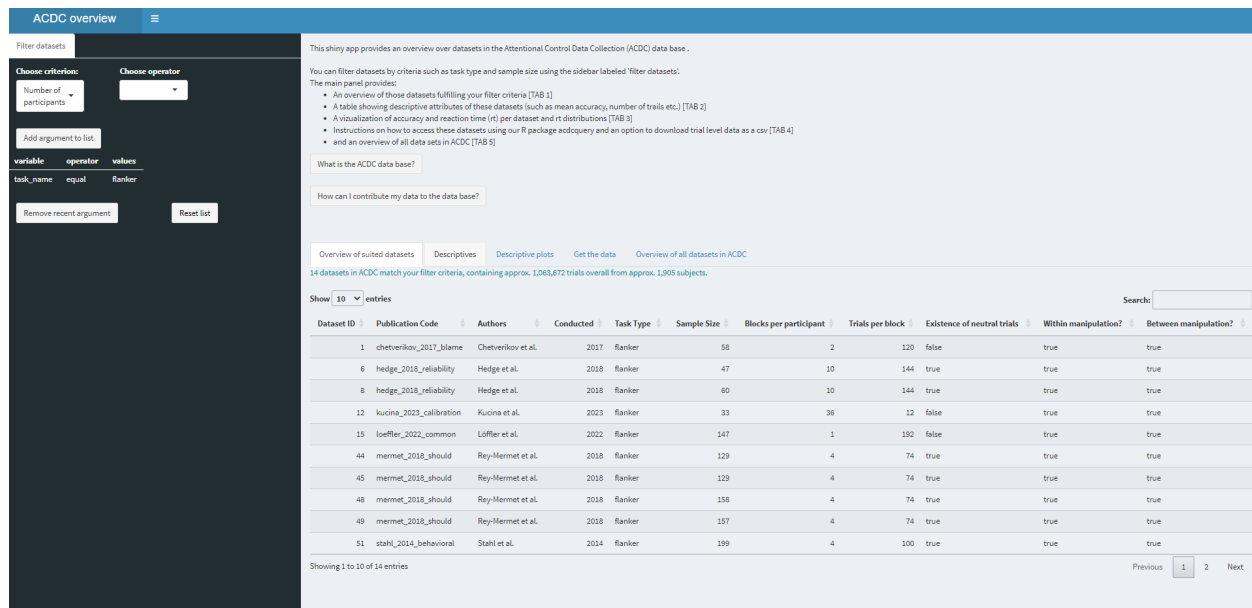 ACDC overview
Filter datasets
Choose criterion: Choose operator
Number of participants
Add argument to list
variable operator values
task_name equal flanker
Remove recent argument Reset list
This shiny app provides an overview over datasets in the Attentional Control Data Collection (ACDC) data base .
You can filter datasets by criteria such as task type and sample size using the sidebar labeled 'filter datasets'.
The main panel provides:
• An overview of those datasets fulfilling your filter criteria [TAB 1]
• A table showing descriptive attributes of these datasets (such as mean accuracy, number of trails etc.) [TAB 2]
• A vizualization of accuracy and reaction time (rt) per dataset and rt distributions [TAB 3]
• Instructions on how to access these datasets using our R package acdcquery and an option to download trial level data as a csv [TAB 4]
• and an overview of all data sets in ACDC [TAB 5]
What is the ACDC data base?
How can I contribute my data to the data base?
Overview of suited datasets Descriptives Descriptive plots Get the data Overview of all datasets in ACDC
14 datasets in ACDC match your filter criteria, containing approx. 1,063,672 trials overall from approx. 1,905 subjects.
Show 10 entries Search:
Dataset ID Publication Code Authors Conducted Task Type Sample Size Blocks per participant Trials per block Existence of neutral trials Within manipulation? Between manipulation?
1 chetverikov_2017_blame Chetverikov et al. 2017 flanker 58 2 120 false true true
6 hedge_2018_reliability Hedge et al. 2018 flanker 47 10 144 true true true
8 hedge_2018_reliability Hedge et al. 2018 flanker 60 10 144 true true true
12 kucina_2023_calibration Kucina et al. 2023 flanker 33 36 12 false true true
15 loeffler_2022_common Löffler et al. 2022 flanker 147 1 192 false true true
44 mermet_2018_should Rey-Mermet et al. 2018 flanker 129 4 74 true true true
45 mermet_2018_should Rey-Mermet et al. 2018 flanker 129 4 74 true true true
48 mermet_2018_should Rey-Mermet et al. 2018 flanker 158 4 74 true true true
49 mermet_2018_should Rey-Mermet et al. 2018 flanker 157 4 74 true true true
51 stahl_2014_behavioral Stahl et al. 2014 flanker 199 4 100 true true true
Showing 1 to 10 of 14 entries Previous 1 2 Next